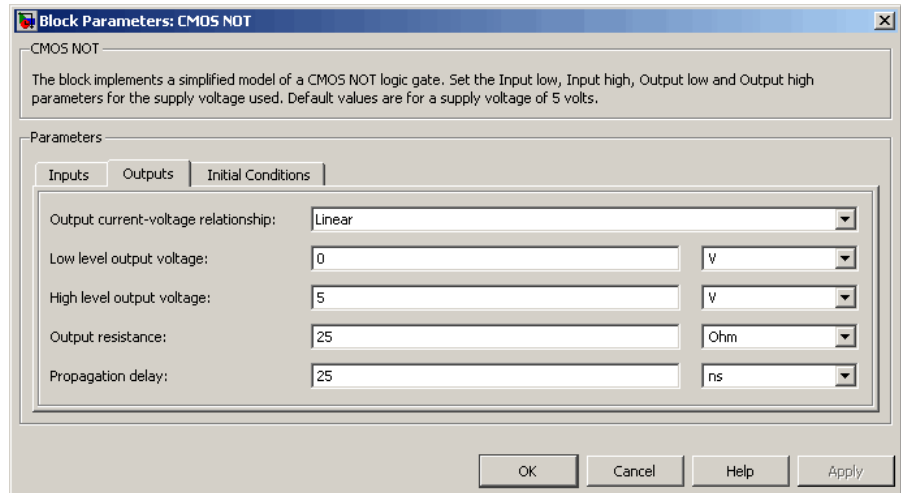 Block Parameters: CMOS NOT
CMOS NOT
The block implements a simplified model of a CMOS NOT logic gate. Set the Input low, Input high, Output low and Output high
parameters for the supply voltage used. Default values are for a supply voltage of 5 volts.
Parameters
Inputs Outputs Initial Conditions
Output current-voltage relationship: Linear
Low level output voltage: 0 V
High level output voltage: 5 V
Output resistance: 25 Ohm
Propagation delay: 25 ns
OK Cancel Help Apply